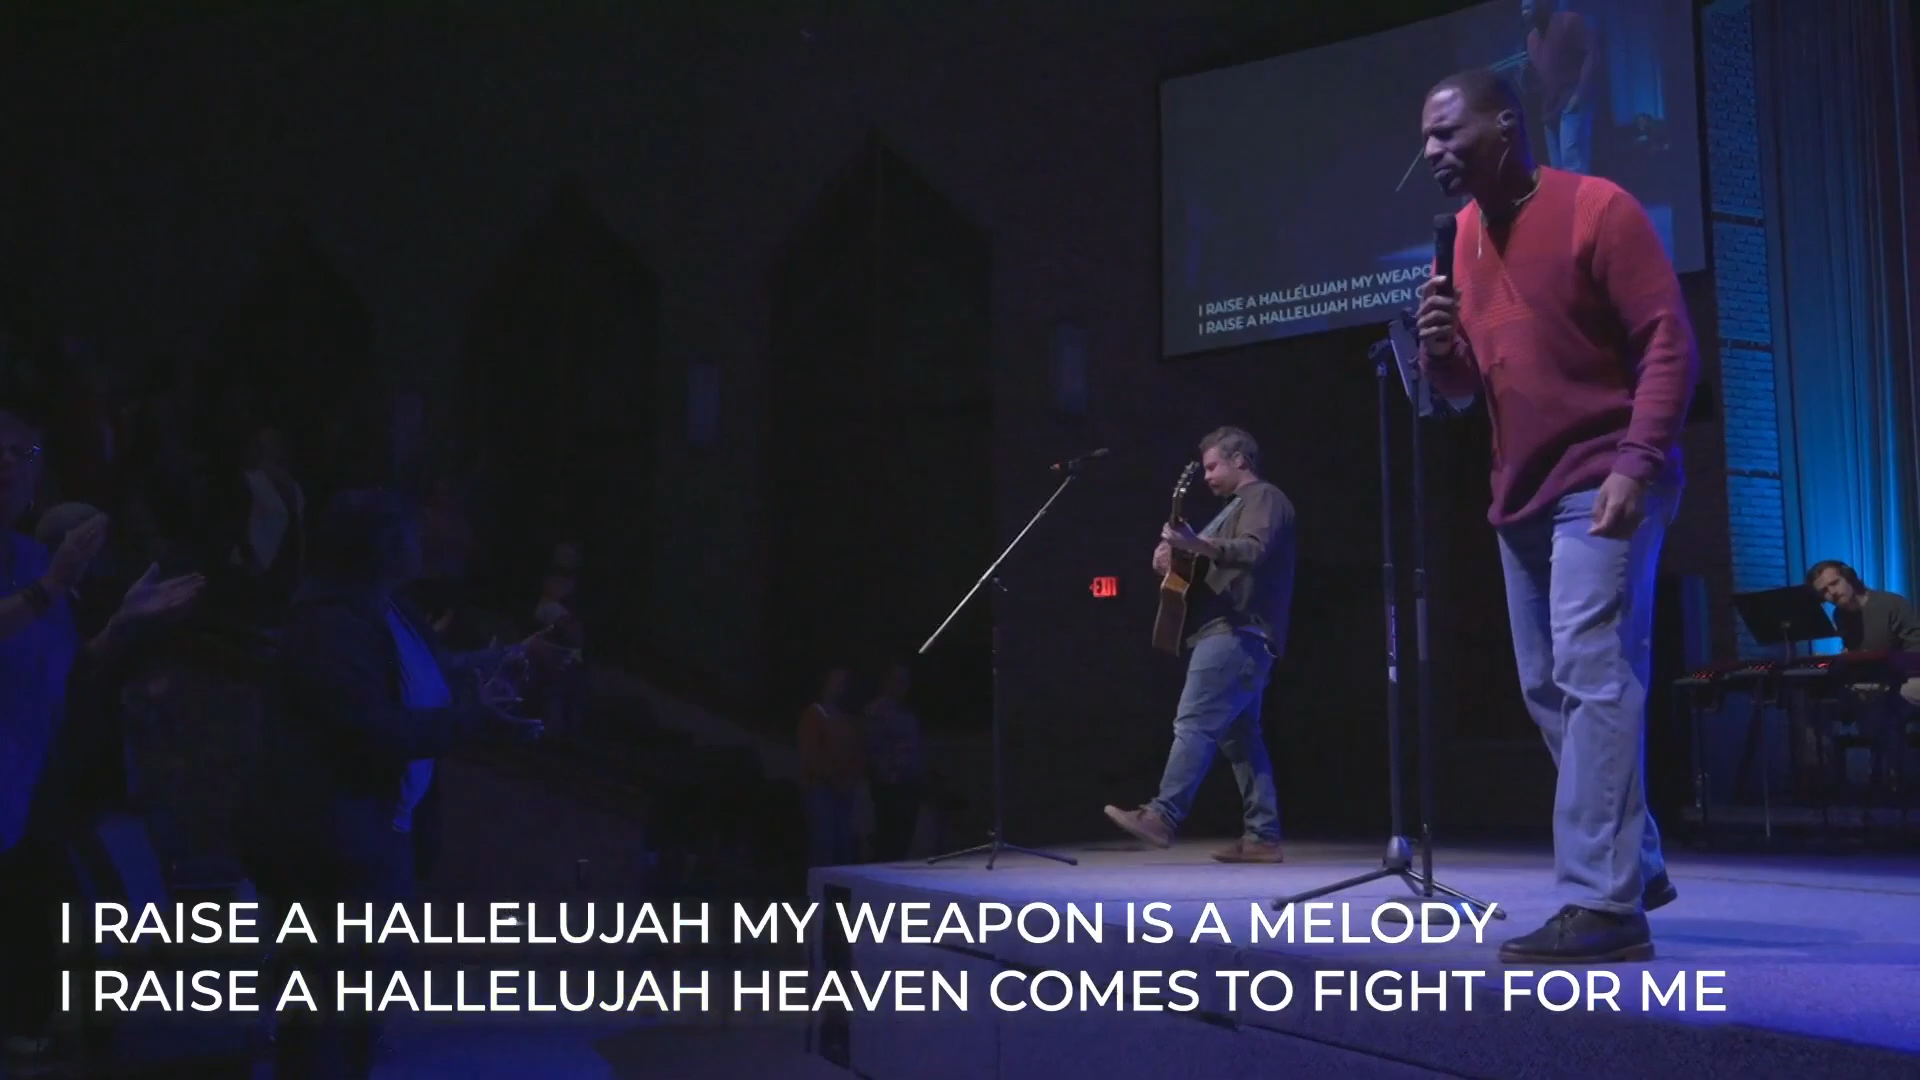 I RAISE A HALLELUJAH MY WEAPO
I RAISE A HALLELUJAH HEAVEN C
EXIT
I RAISE A HALLELUJAH MY WEAPON IS A MELODY
I RAISE A HALLELUJAH HEAVEN COMES TO FIGHT FOR ME